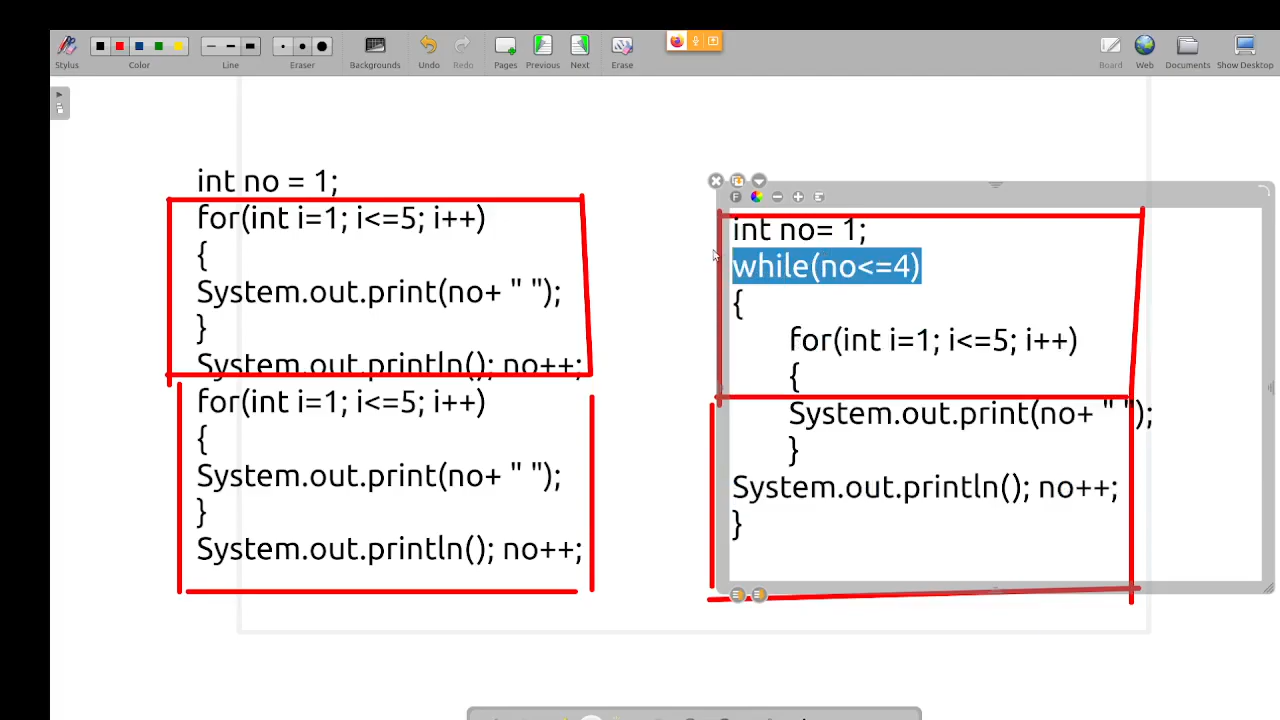 Stylus
Color
Line
Eraser
Backgrounds
Undo
Redo
Pages
Previous
Next
Erase
Board
Web
Documents
Show Desktop
int no = 1;
for(int i=1; i<=5; i++)
{
System.out.print(no+ " ");
}
System.out.println(); no++;
for(int i=1; i<=5; i++)
{
System.out.print(no+ " ");
}
System.out.println(); no++;
int no= 1;
while(no<=4)
{
for(int i=1; i<=5; i++)
{
System.out.print(no+ " ");
}
System.out.println(); no++;
}